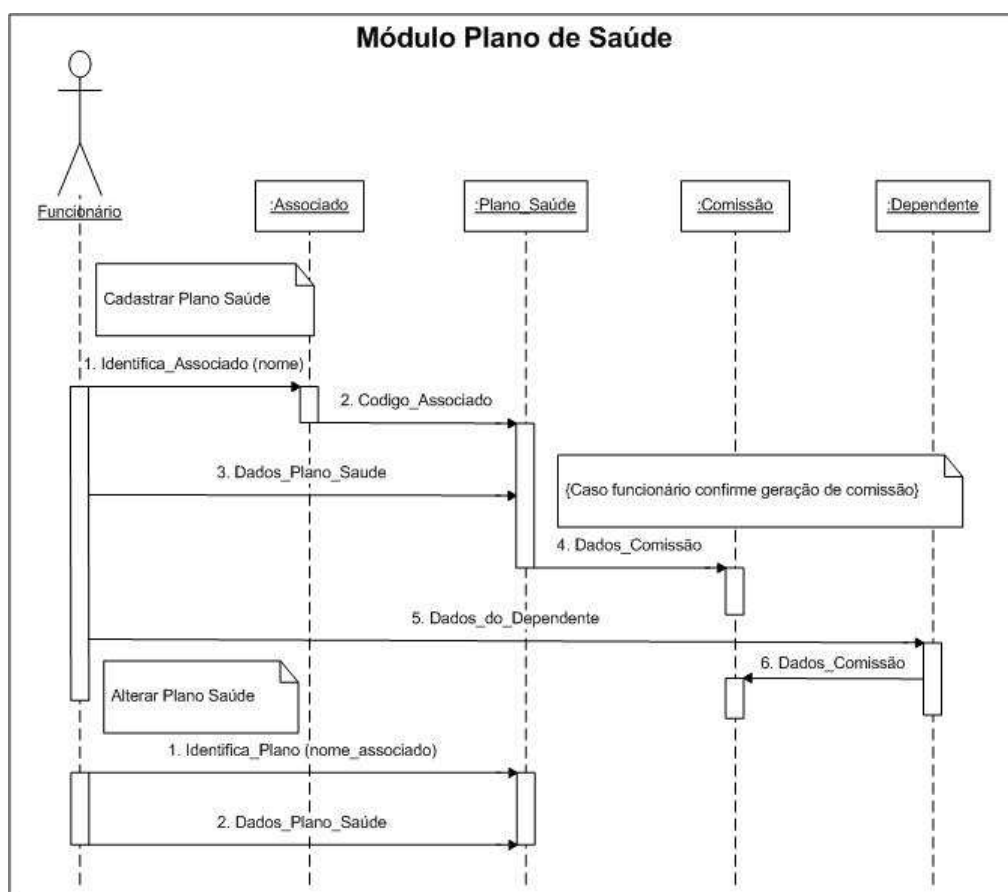 Módulo Plano de Saúde
Funcionário
:Associado
:Plano_Saúde
:Comissão
:Dependente
Cadastrar Plano Saúde
1. Identifica_Associado (nome)
2. Codigo_Associado
3. Dados_Plano_Saude
{Caso funcionário confirme geração de comissão}
4. Dados_Comissão
5. Dados_do_Dependente
6. Dados_Comissão
Alterar Plano Saúde
1. Identifica_Plano (nome_associado)
2. Dados_Plano_Saúde